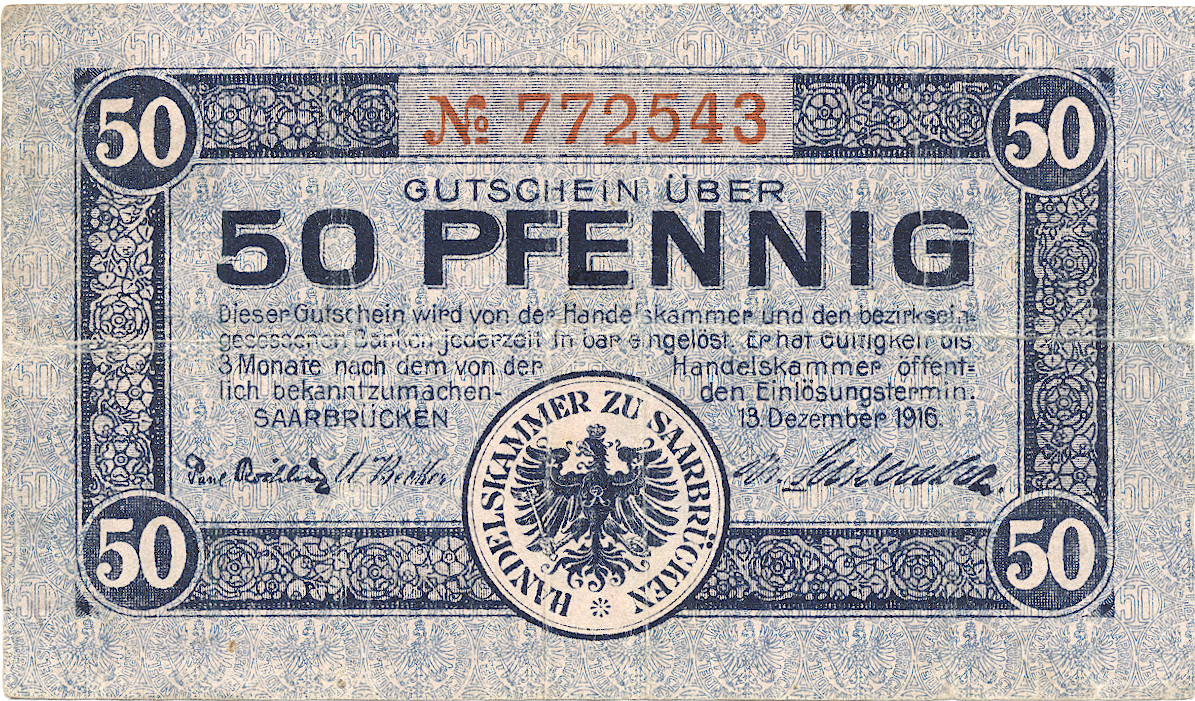 50
№ 772543
50
GUTSCHEIN ÜBER
50 PFENNIG
Dieser Gutschein wird von der Handelskammer und den bezirksein-
gesessenen Banken jederzeit in bar eingelöst. Er hat Gültigkeit bis
3 Monate nach dem von der Handelskammer öffent-
lich bekanntzumachen- den Einlösungstermin.
SAARBRÜCKEN 13. Dezember 1916.
HANDELSKAMMER ZU SAARBRÜCKEN
50
50